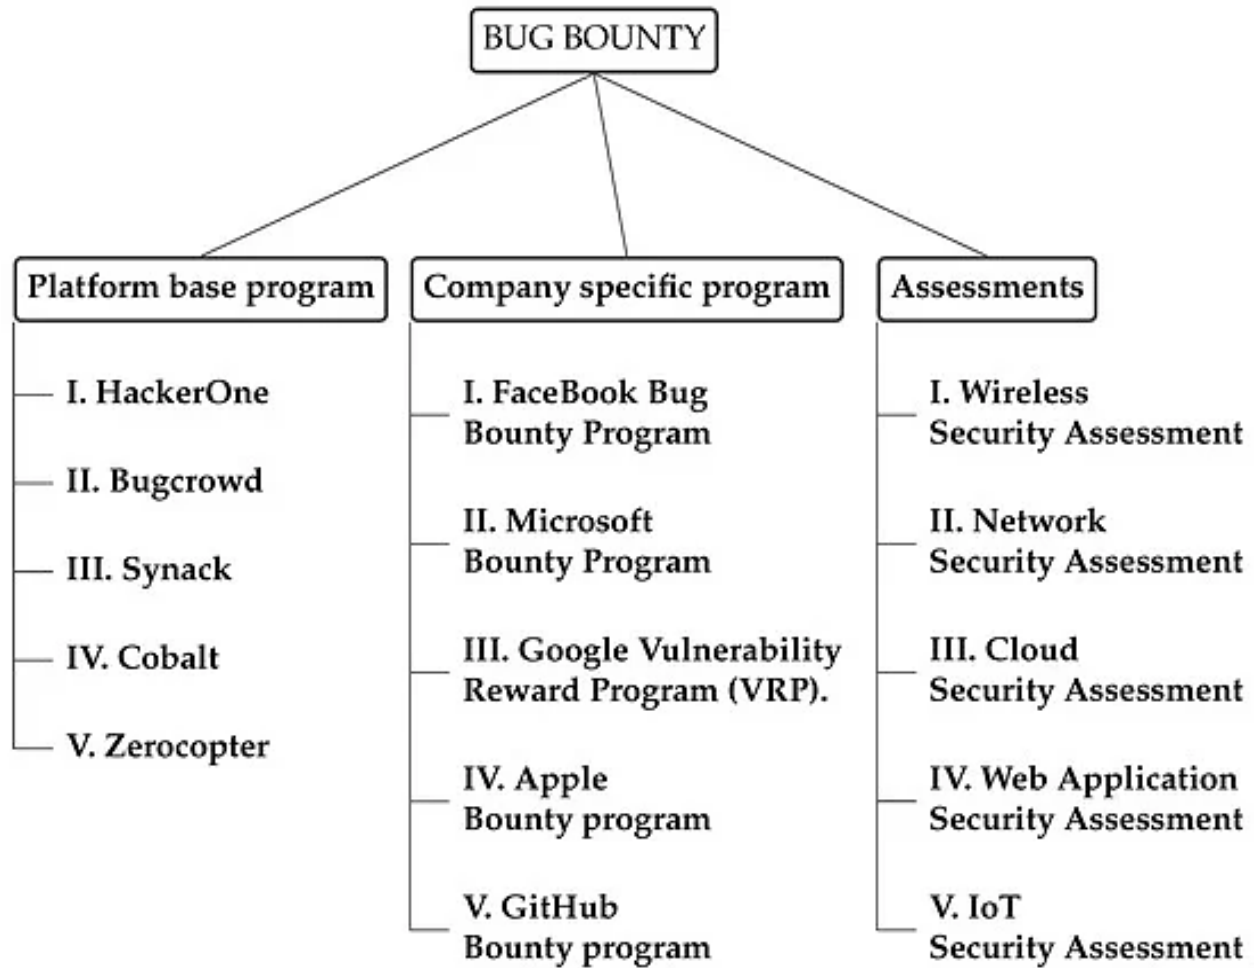 BUG BOUNTY
Platform base program
I. HackerOne
II. Bugcrowd
III. Synack
IV. Cobalt
V. Zerocopter
Company specific program
I. FaceBook Bug
Bounty Program
II. Microsoft
Bounty Program
III. Google Vulnerability
Reward Program (VRP).
IV. Apple
Bounty program
V. GitHub
Bounty program
Assessments
I. Wireless
Security Assessment
II. Network
Security Assessment
III. Cloud
Security Assessment
IV. Web Application
Security Assessment
V. IoT
Security Assessment